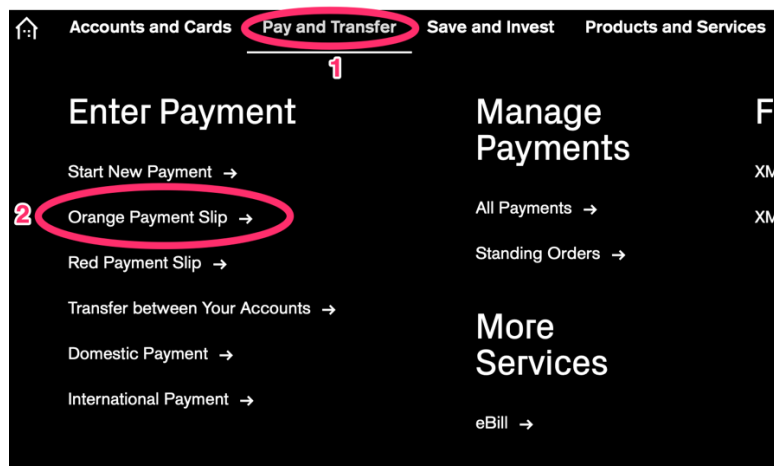 Accounts and Cards Pay and Transfer Save and Invest Products and Services
1
Enter Payment
Start New Payment →
2 Orange Payment Slip →
Red Payment Slip →
Transfer between Your Accounts →
Domestic Payment →
International Payment →
Manage
Payments
All Payments →
Standing Orders →
More
Services
eBill →
F
XM
XM